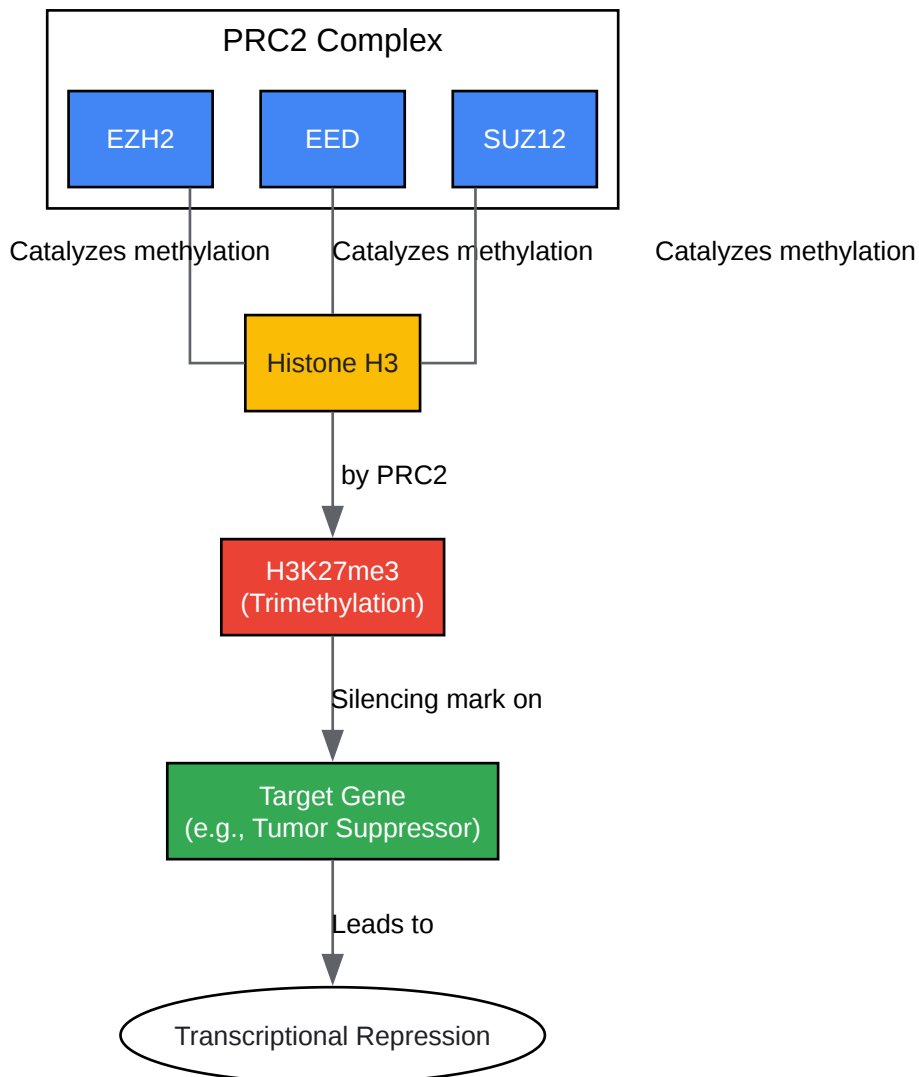 PRC2 Complex
EZH2
EED
SUZ12
Catalyzes methylation
Catalyzes methylation
Catalyzes methylation
Histone H3
by PRC2
H3K27me3
(Trimethylation)
Silencing mark on
Target Gene
(e.g., Tumor Suppressor)
Leads to
Transcriptional Repression